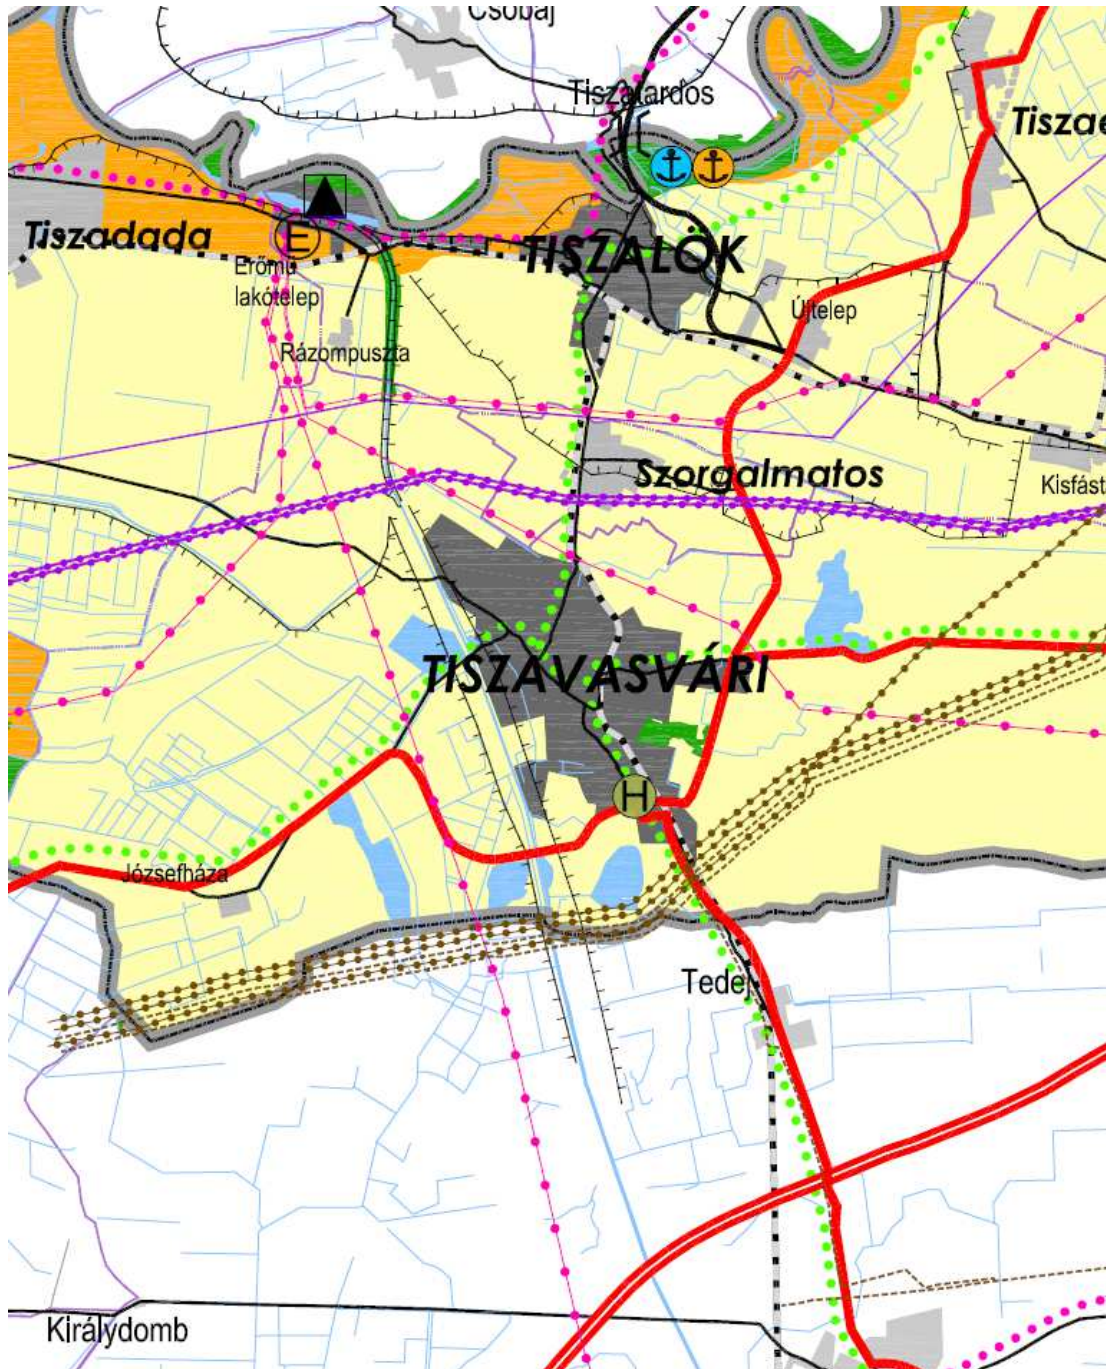 Csobaj
Tiszatardos
Tiszae
Tiszadada
E
TISZALÖK
Erőmű
lakótelep
Újtelep
Rázompuszta
Szorgalmatos
Kisfást
TISZAVASVÁRI
H
Józsefháza
Tedej
Királydomb